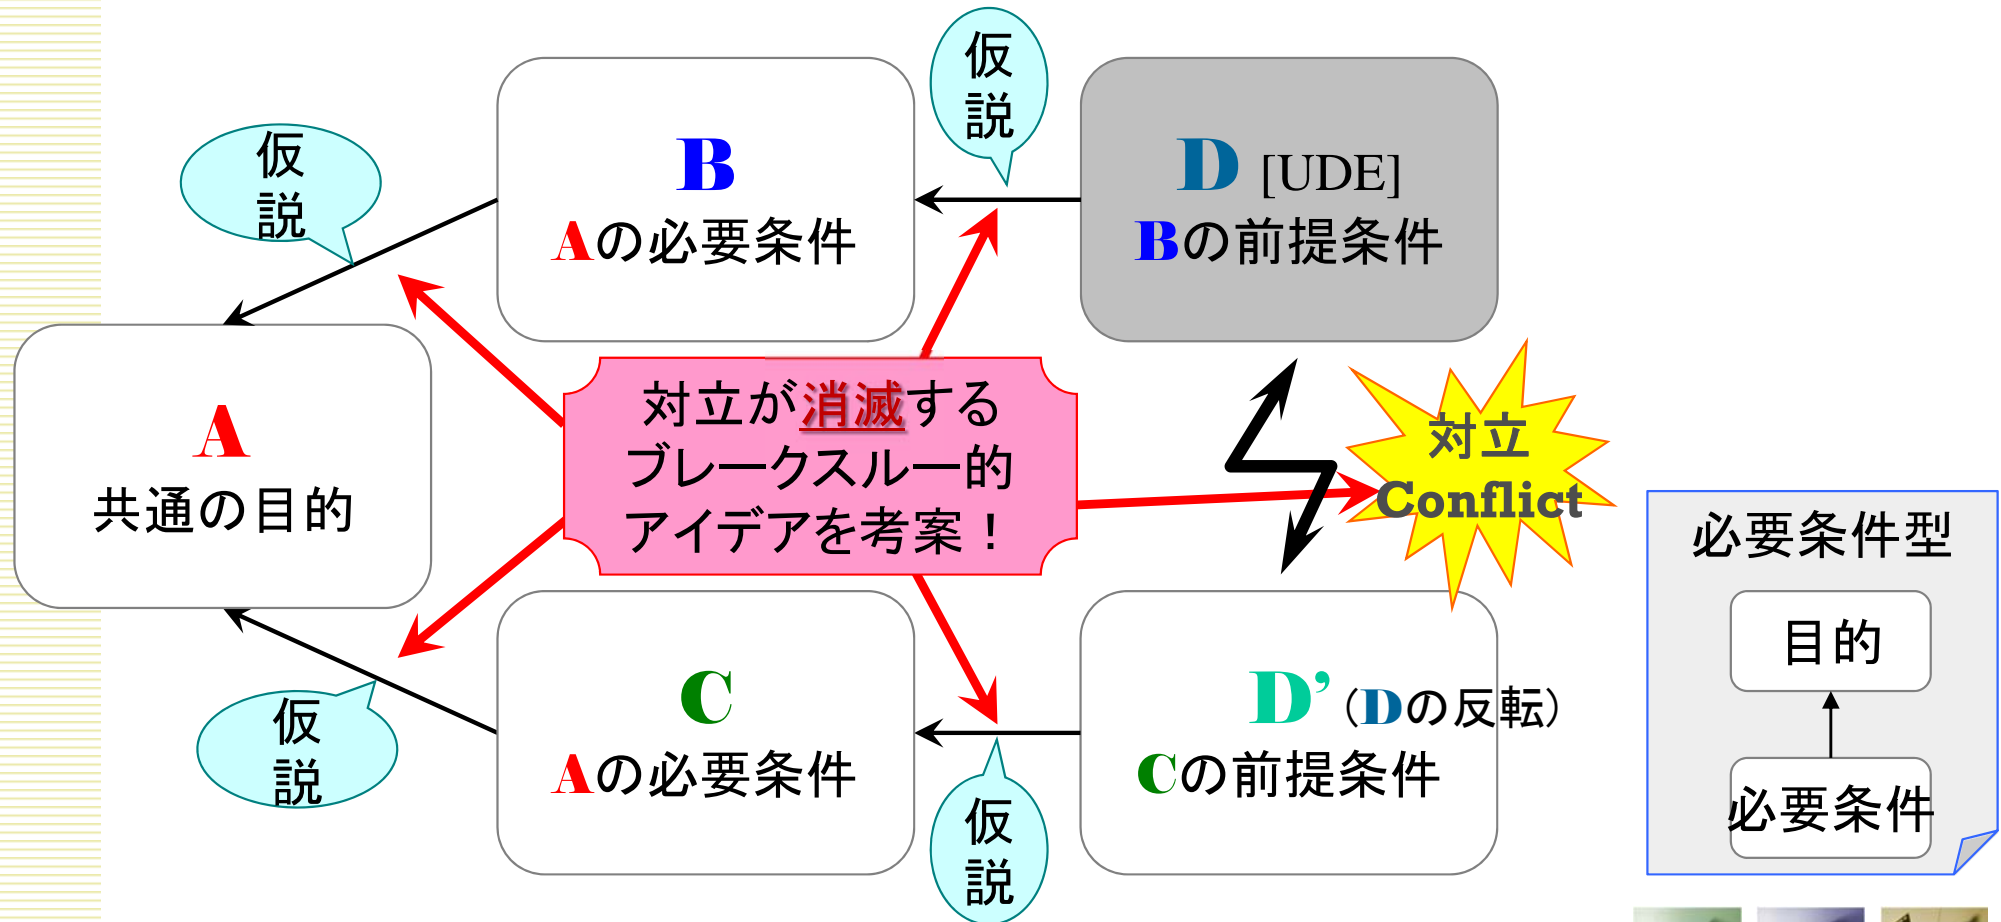 仮
説
B
Aの必要条件
仮
説
D [UDE]
Bの前提条件
A
共通の目的
対立が消滅する
ブレークスルー的
アイデアを考案！
対立
Conflict
仮
説
C
Aの必要条件
仮
説
D’（Dの反転）
Cの前提条件
必要条件型
目的
必要条件